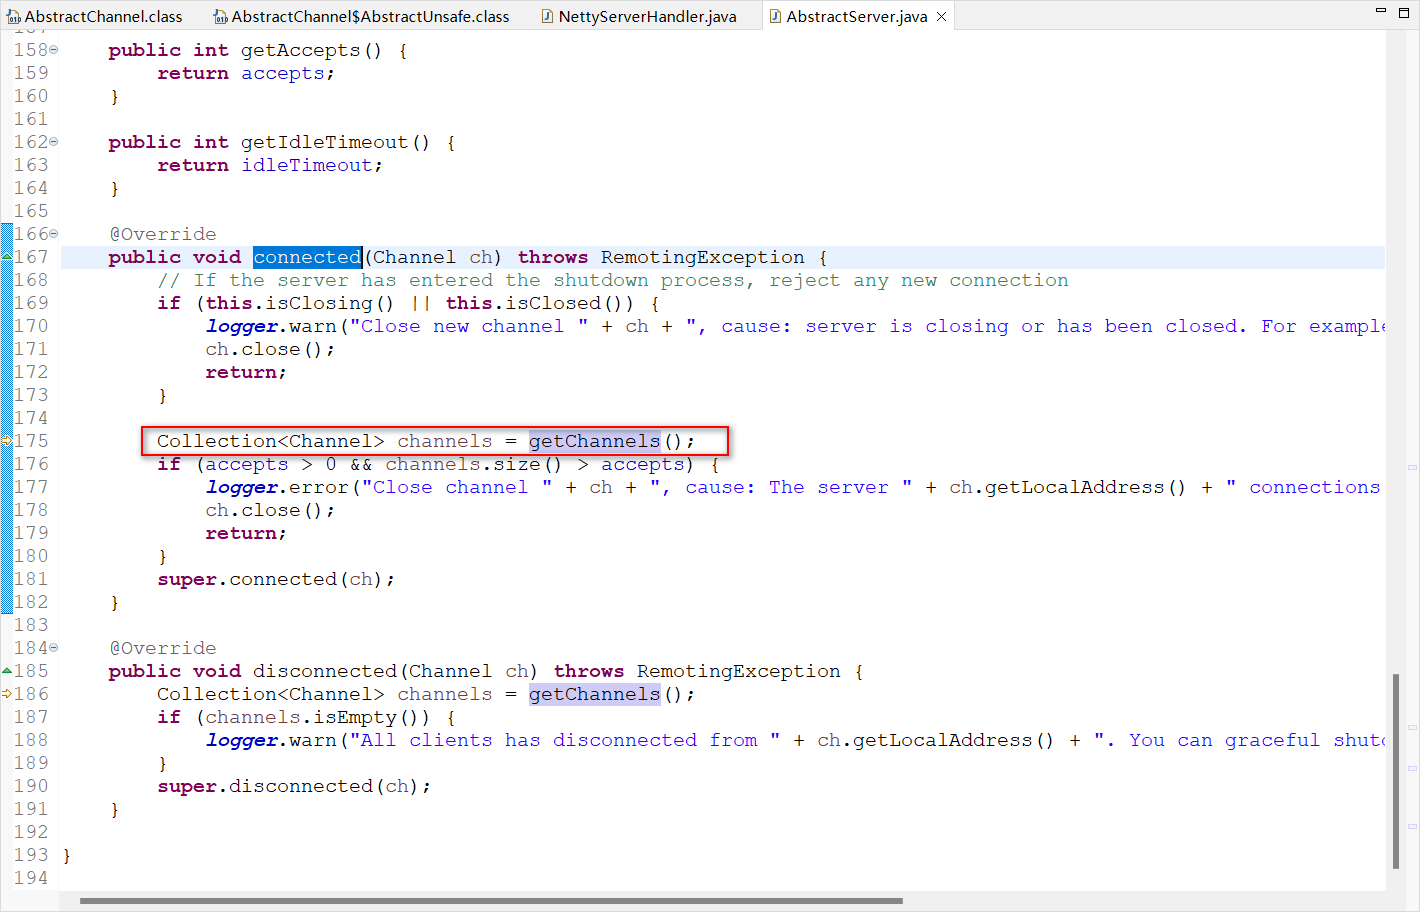 AbstractChannel.class AbstractChannel$AbstractUnsafe.class NettyServerHandler.java AbstractServer.java
158 public int getAccepts() {
159 return accepts;
160 }
161
162 public int getIdleTimeout() {
163 return idleTimeout;
164 }
165
166 @Override
167 public void connected(Channel ch) throws RemotingException {
168 // If the server has entered the shutdown process, reject any new connection
169 if (this.isClosing() || this.isClosed()) {
170 logger.warn("Close new channel " + ch + ", cause: server is closing or has been closed. For example
171 ch.close();
172 return;
173 }
174
175 Collection<Channel> channels = getChannels();
176 if (accepts > 0 && channels.size() > accepts) {
177 logger.error("Close channel " + ch + ", cause: The server " + ch.getLocalAddress() + " connections
178 ch.close();
179 return;
180 }
181 super.connected(ch);
182 }
183
184 @Override
185 public void disconnected(Channel ch) throws RemotingException {
186 Collection<Channel> channels = getChannels();
187 if (channels.isEmpty()) {
188 logger.warn("All clients has disconnected from " + ch.getLocalAddress() + ". You can graceful
189 }
190 super.disconnected(ch);
191 }
192
193 }
194